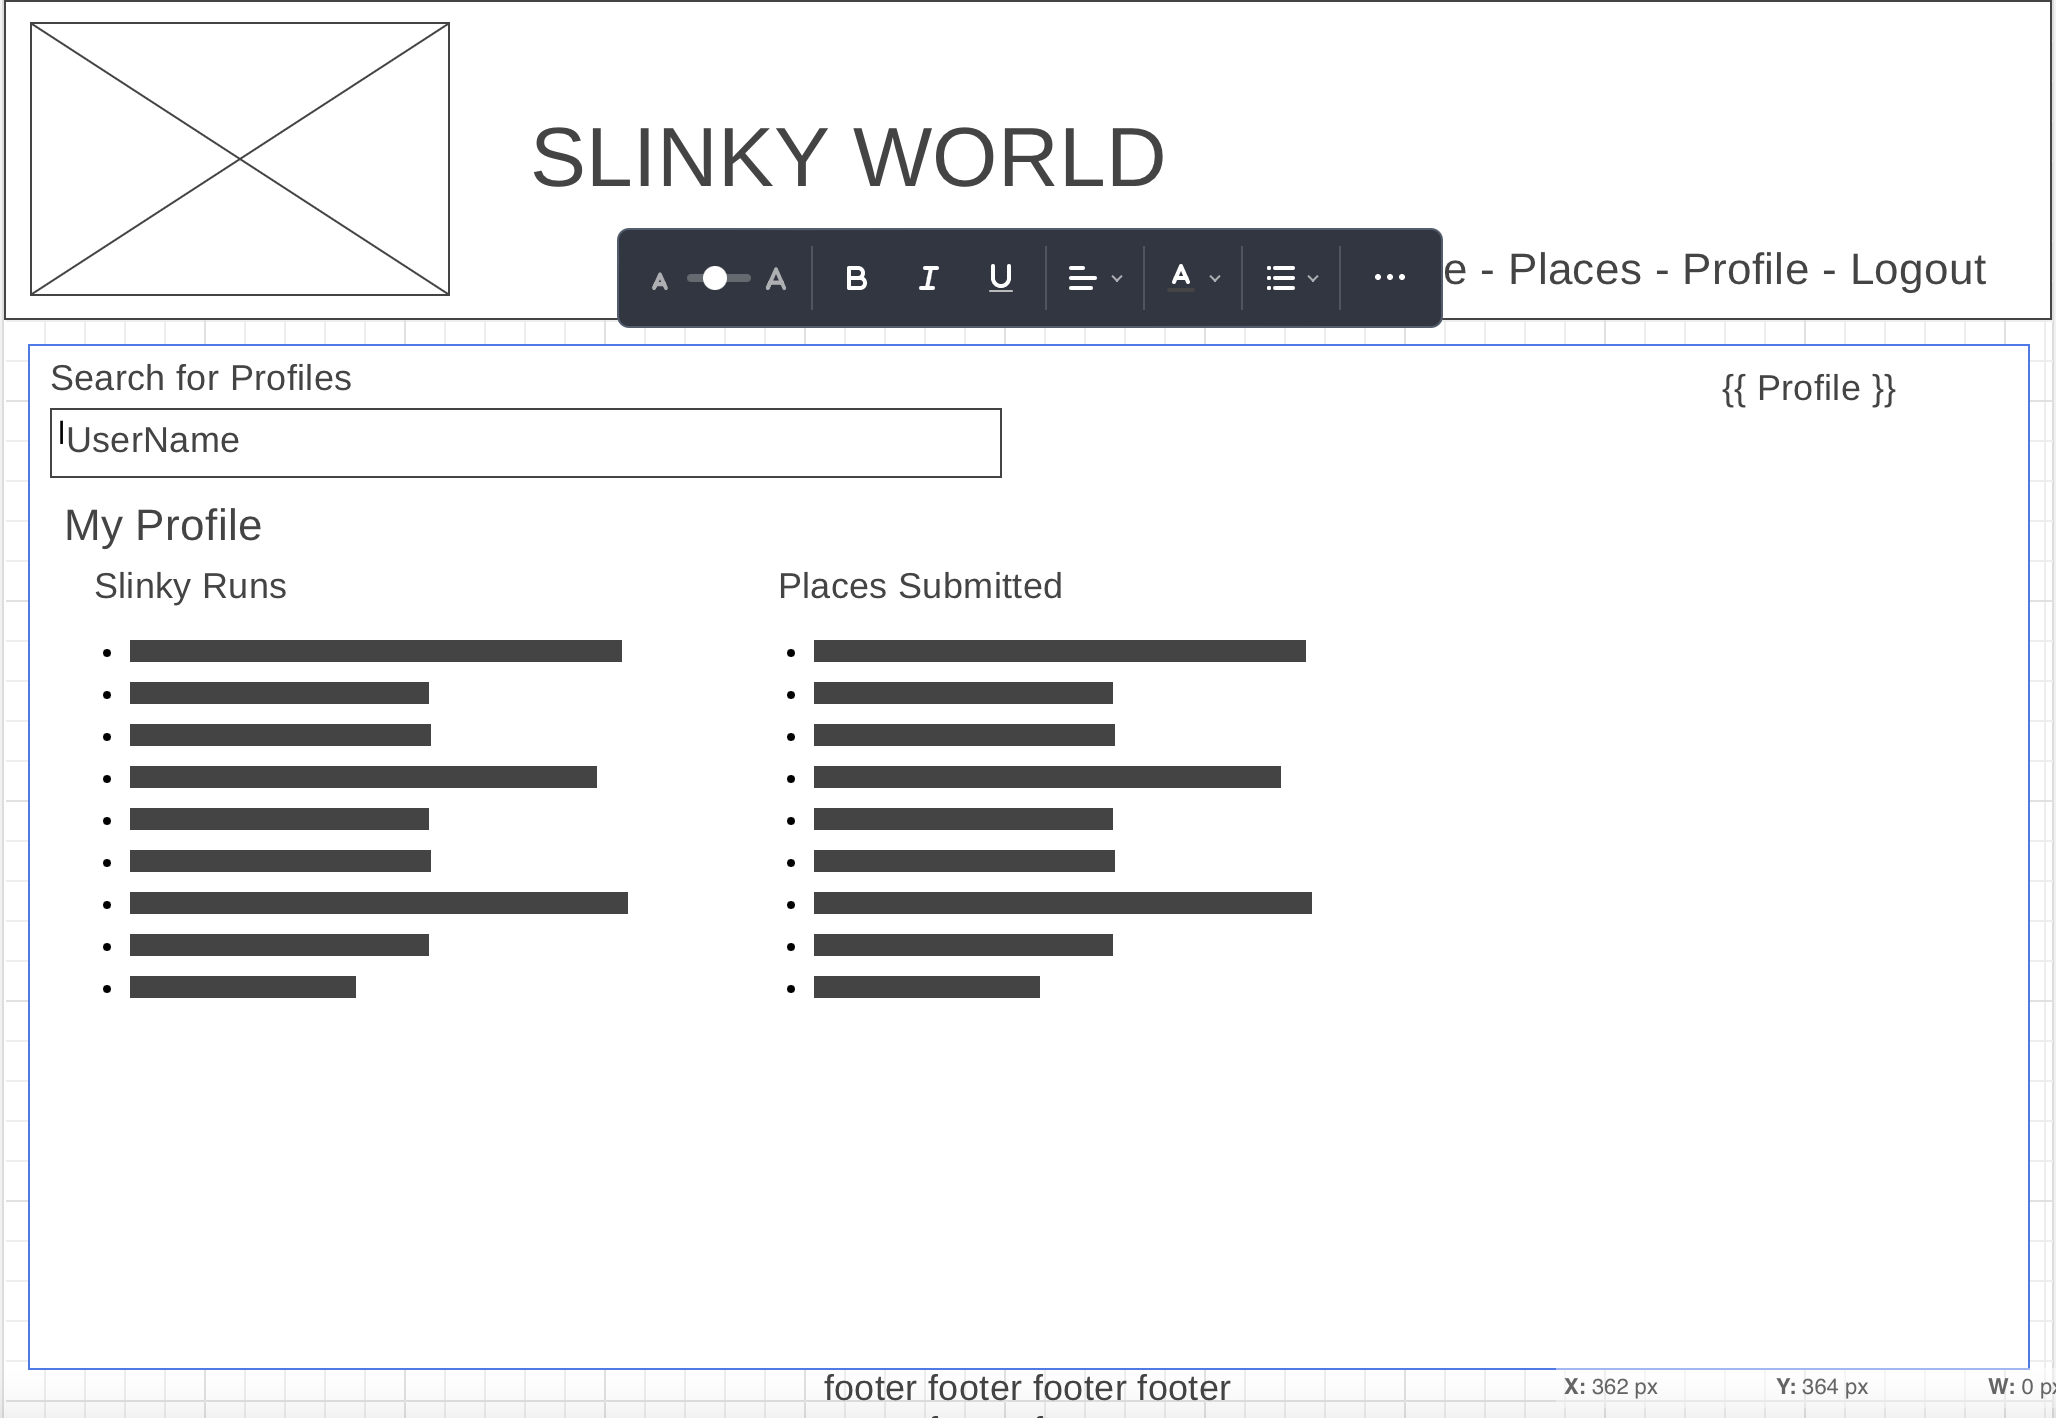 SLINKY WORLD
A A B I U A
- Places - Profile - Logout
Search for Profiles
{{ Profile }}
UserName
My Profile
Slinky Runs
Places Submitted
footer footer footer footer
X: 362 px Y: 364 px W: 0 px